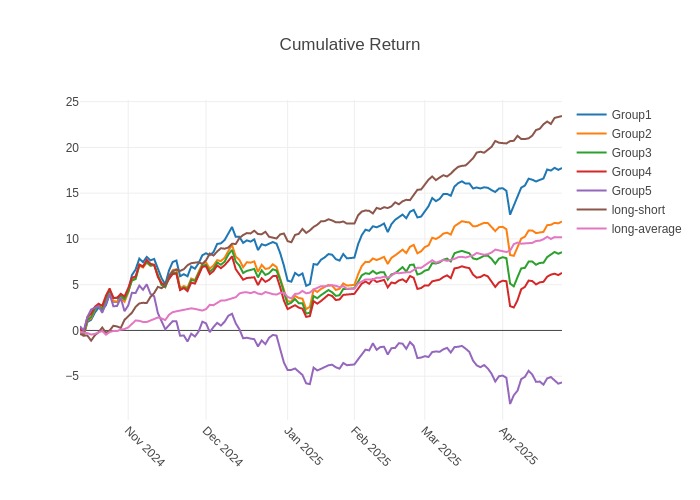 Cumulative Return
25
20
15
10
5
0
−5
Nov 2024
Dec 2024
Jan 2025
Feb 2025
Mar 2025
Apr 2025
Group1
Group2
Group3
Group4
Group5
long-short
long-average